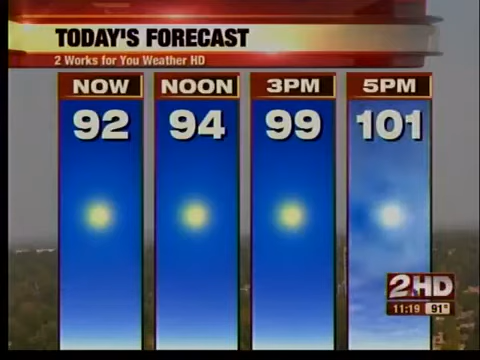 TODAY'S FORECAST
2 Works for You Weather HD
NOW NOON 3PM 5PM
92 94 99 101
2HD
11:19 91°